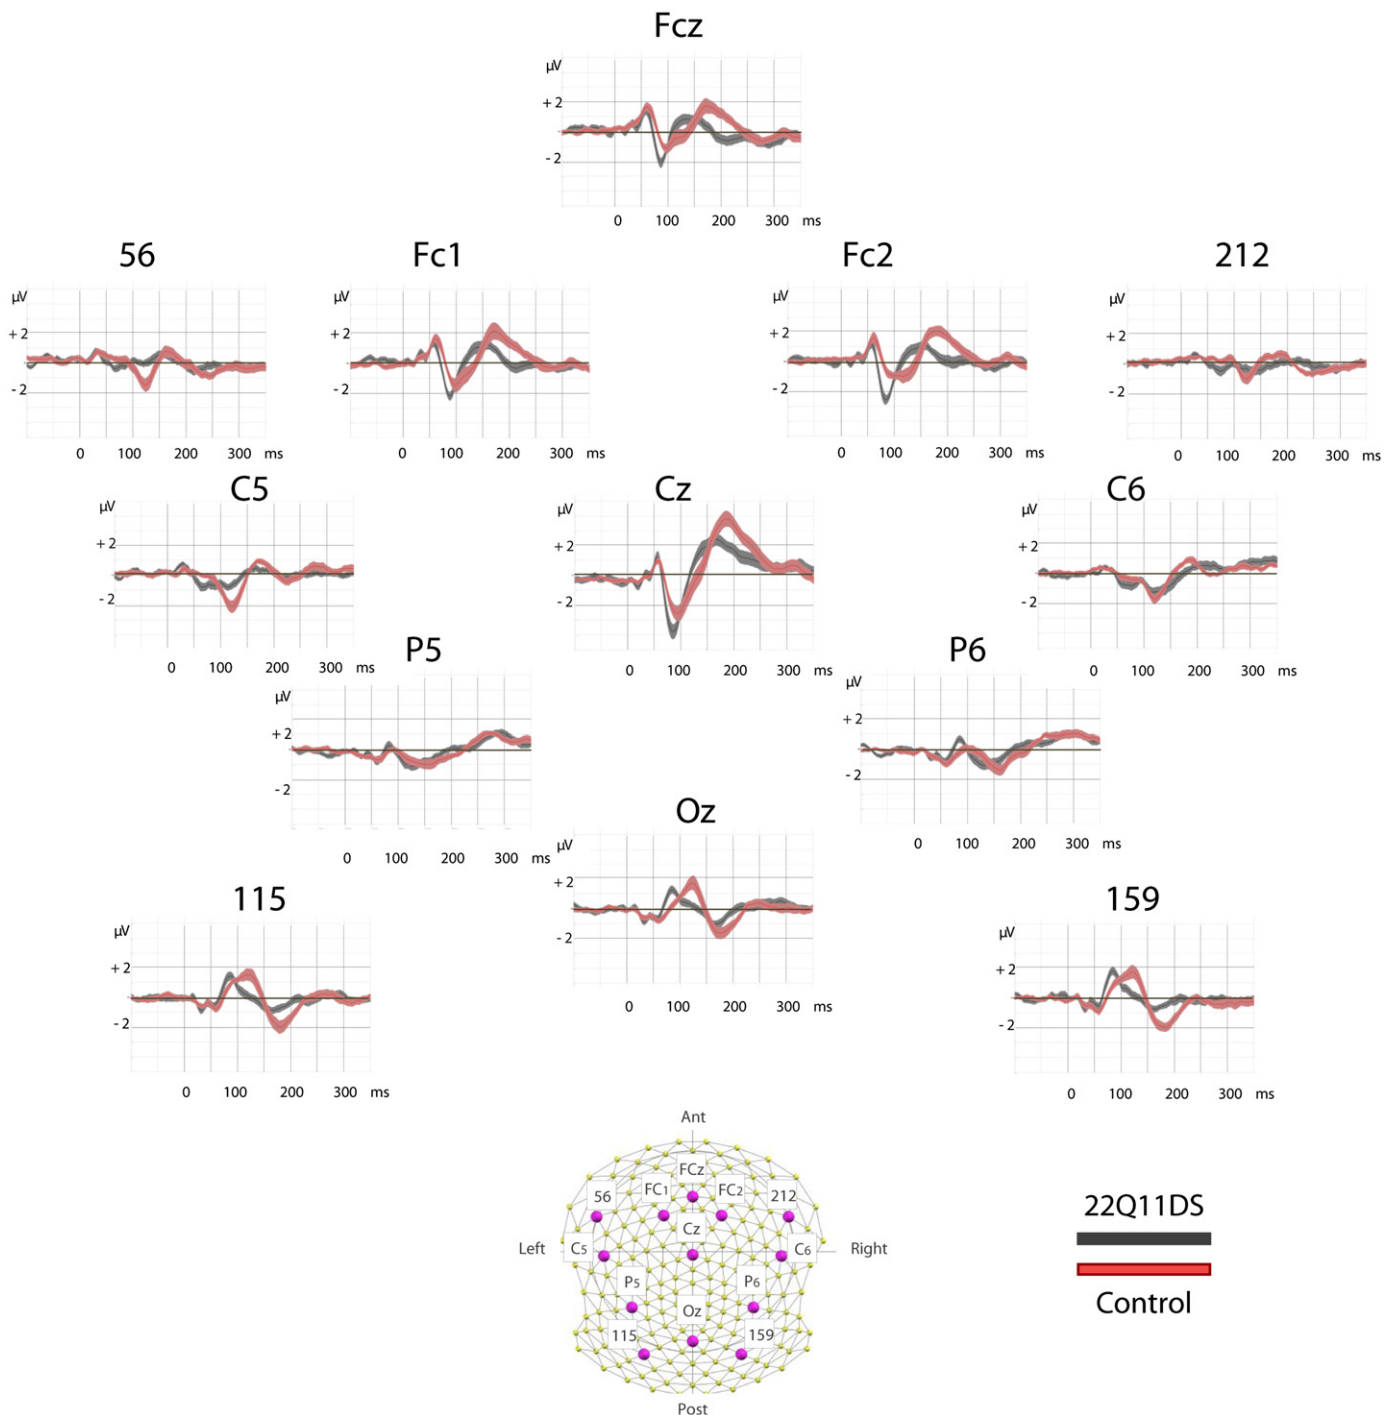 Fcz
μV
+ 2
- 2
0 100 200 300 ms
56 Fc1 Fc2 212
μV μV μV μV
+ 2 + 2 + 2 + 2
- 2 - 2 - 2 - 2
0 100 200 300 ms 0 100 200 300 ms 0 100 200 300 ms 0 100 200 300 ms
C5 Cz C6
μV μV μV
+ 2 + 2 + 2
- 2 - 2 - 2
0 100 200 300 ms 0 100 200 300 ms 0 100 200 300 ms
P5 P6
μV μV
+ 2 + 2
- 2 - 2
0 100 200 300 ms 0 100 200 300 ms
Oz
μV
+ 2
- 2
0 100 200 300 ms
115 159
μV μV
+ 2 + 2
- 2 - 2
0 100 200 300 ms 0 100 200 300 ms
Ant
FCz
56 FC1 FC2 212
Cz
Left C5 C6 Right
P5 P6
Oz
115 159
Post
22Q11DS
Control